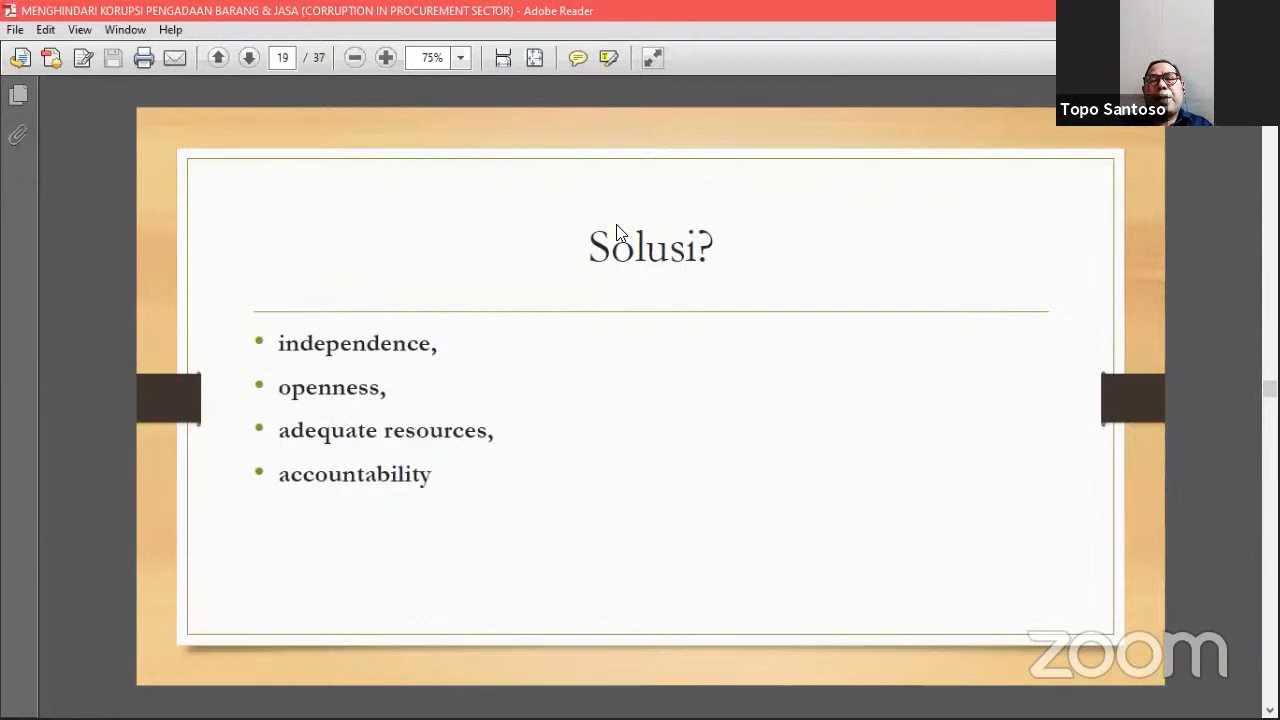 MENGHINDARI KORUPSI PENGADAAN BARANG & JASA (CORRUPTION IN PROCUREMENT SECTOR) - Adobe Reader
File Edit View Window Help
19 / 37 75%
Topo Santoso
Solusi?
• independence,
• openness,
• adequate resources,
• accountability
zoom